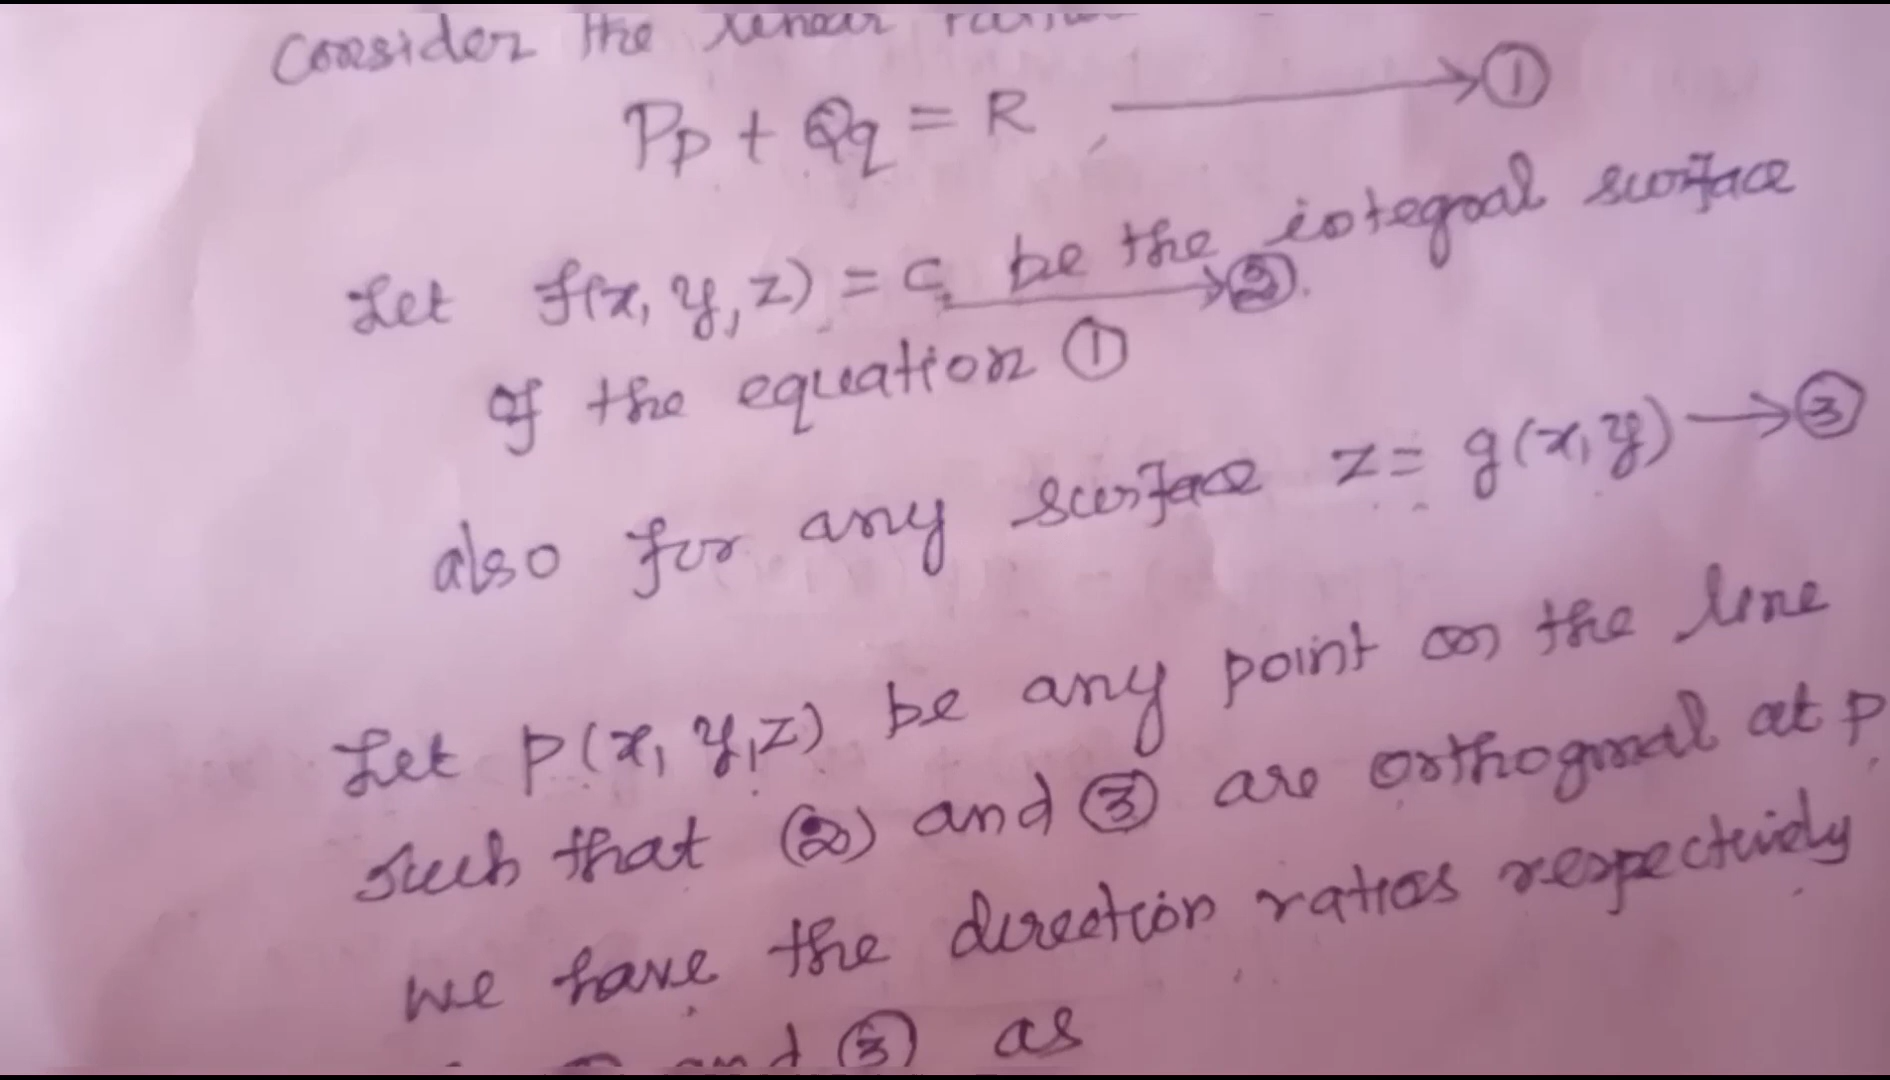 Consider the linear
Pp + Qq = R → ①
Let f(x, y, z) = c → ② be the integral surface
of the equation ①
also for any surface z = g(x, y) → ③
Let p(x, y, z) be any point on the line
such that (2) and ③ are orthogonal at p
we have the direction ratios respectively
and ③ as